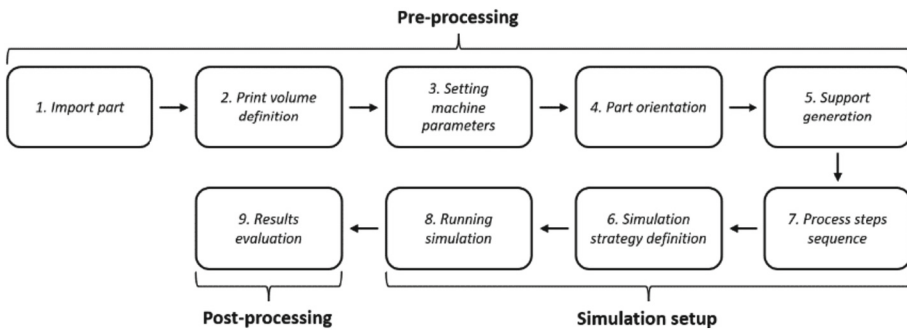 Pre-processing
1. Import part
2. Print volume
definition
3. Setting
machine
parameters
4. Part orientation
5. Support
generation
9. Results
evaluation
8. Running
simulation
6. Simulation
strategy definition
7. Process steps
sequence
Post-processing
Simulation setup